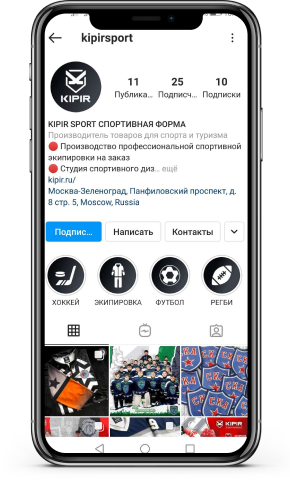 kipirsport
KIPIR
11 25 10
Публика... Подписч... Подписки
KIPIR SPORT СПОРТИВНАЯ ФОРМА
Производитель товаров для спорта и туризма
Производство профессиональной спортивной
экипировки на заказ
Студия спортивного диз... ещё
kipir.ru/
Москва-Зеленоград, Панфиловский проспект, д.
8 стр. 5, Moscow, Russia
Подпис... Написать Контакты
ХОККЕЙ ЭКИПИРОВКА ФУТБОЛ РЕГБИ
СКА
KIPIR